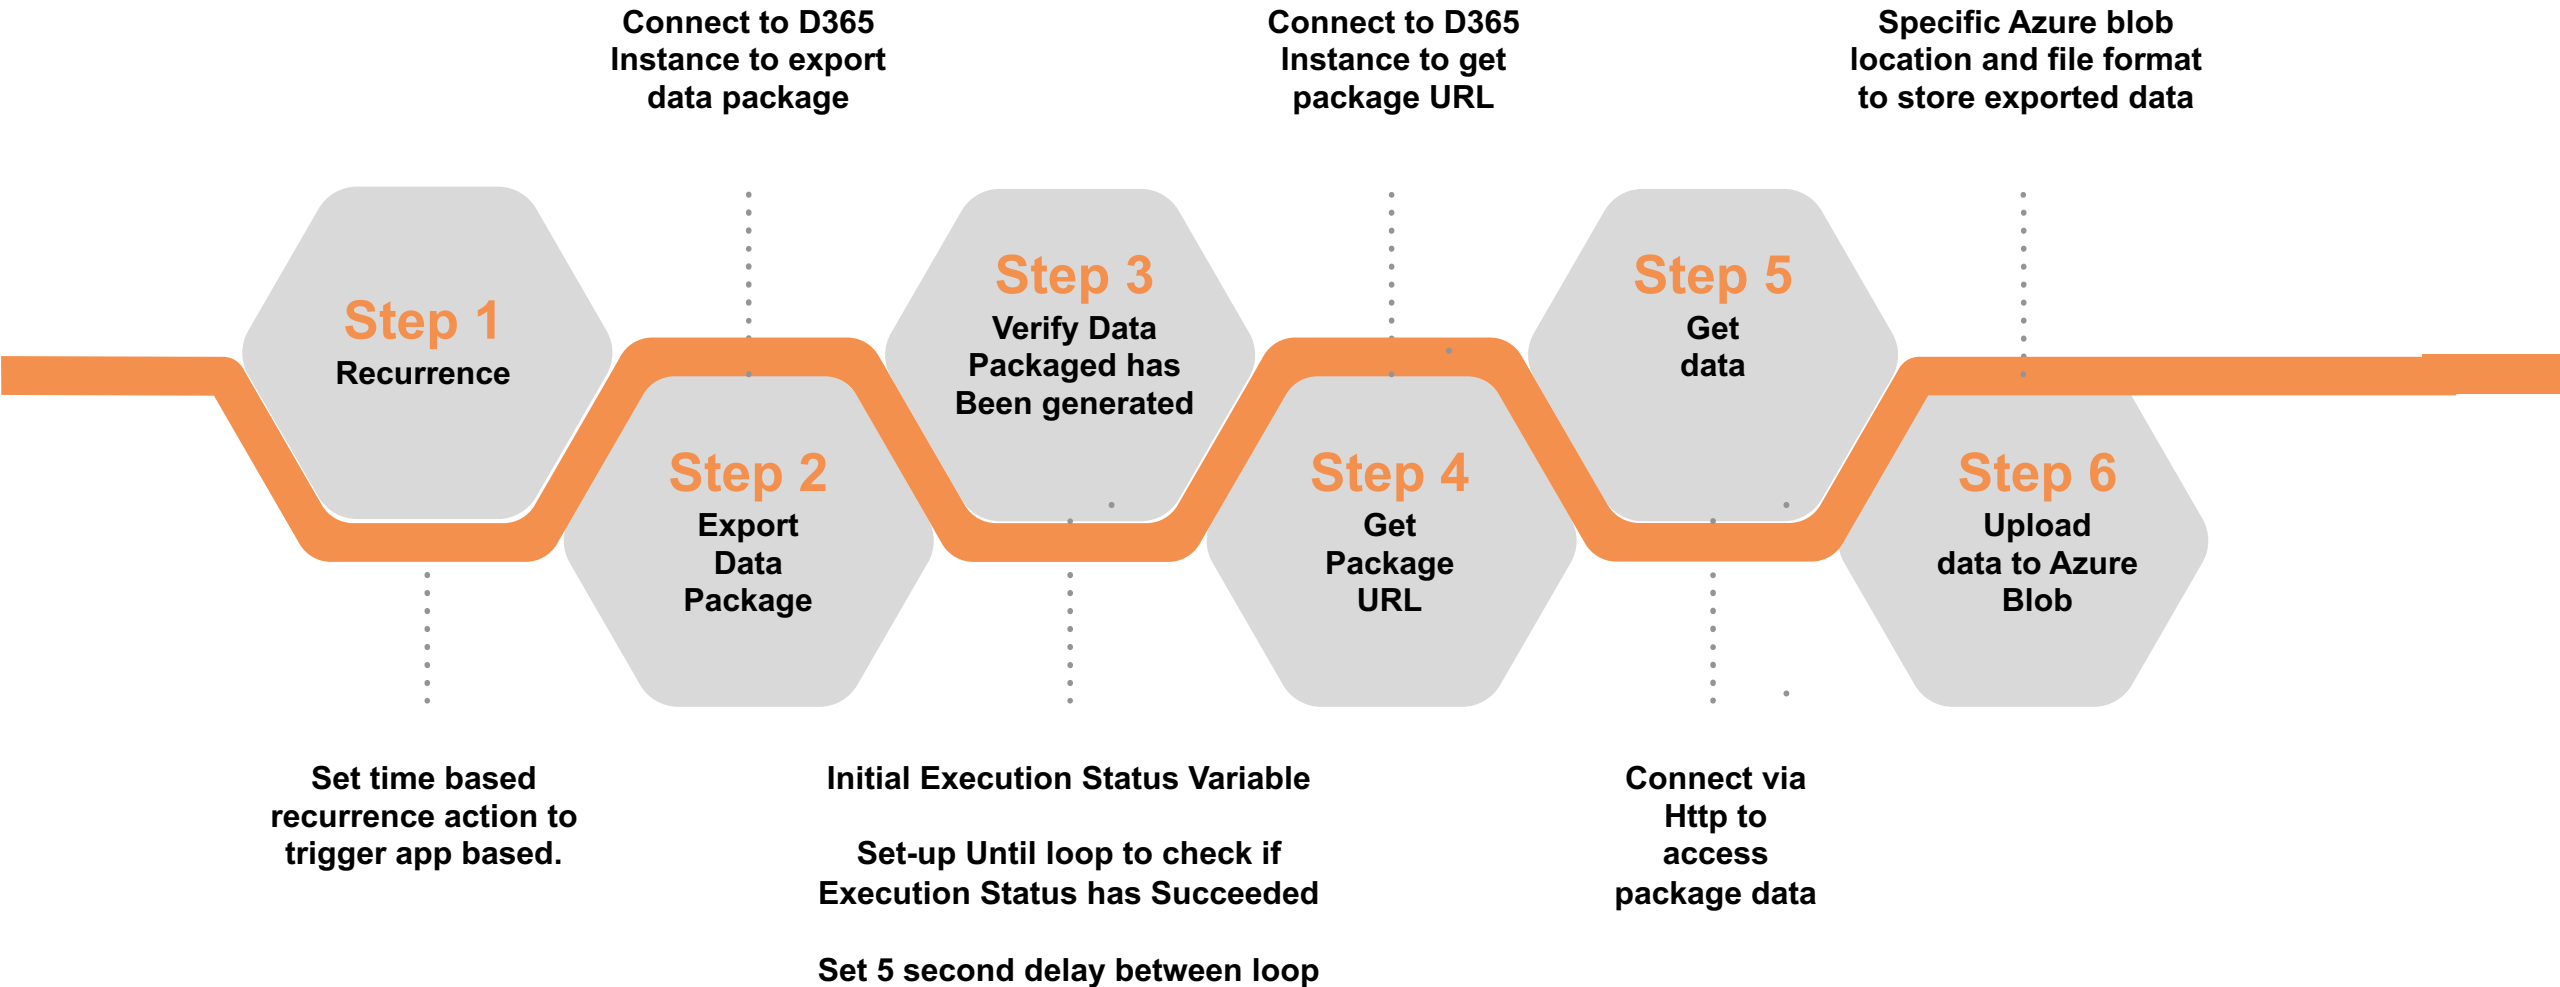 Connect to D365
Instance to export
data package
Connect to D365
Instance to get
package URL
Specific Azure blob
location and file format
to store exported data
Step 1
Recurrence
Step 2
Export
Data
Package
Step 3
Verify Data
Packaged has
Been generated
Step 4
Get
Package
URL
Step 5
Get
data
Step 6
Upload
data to Azure
Blob
Set time based
recurrence action to
trigger app based.
Initial Execution Status Variable
Set-up Until loop to check if
Execution Status has Succeeded
Set 5 second delay between loop
Connect via
Http to
access
package data